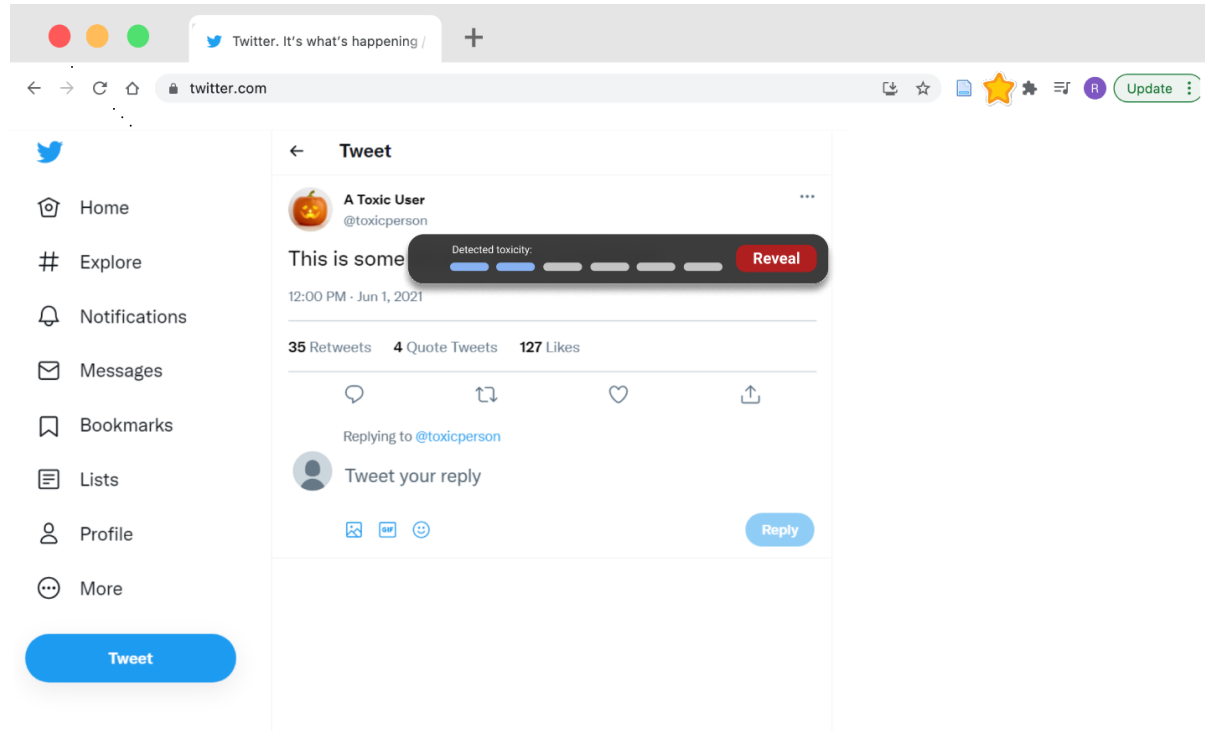 Twitter. It's what's happening /
twitter.com
R
Update
Tweet
A Toxic User
@toxicperson
This is some
Detected toxicity:
Reveal
12:00 PM · Jun 1, 2021
35 Retweets 4 Quote Tweets 127 Likes
Replying to @toxicperson
Tweet your reply
GIF
Reply
Home
Explore
Notifications
Messages
Bookmarks
Lists
Profile
More
Tweet